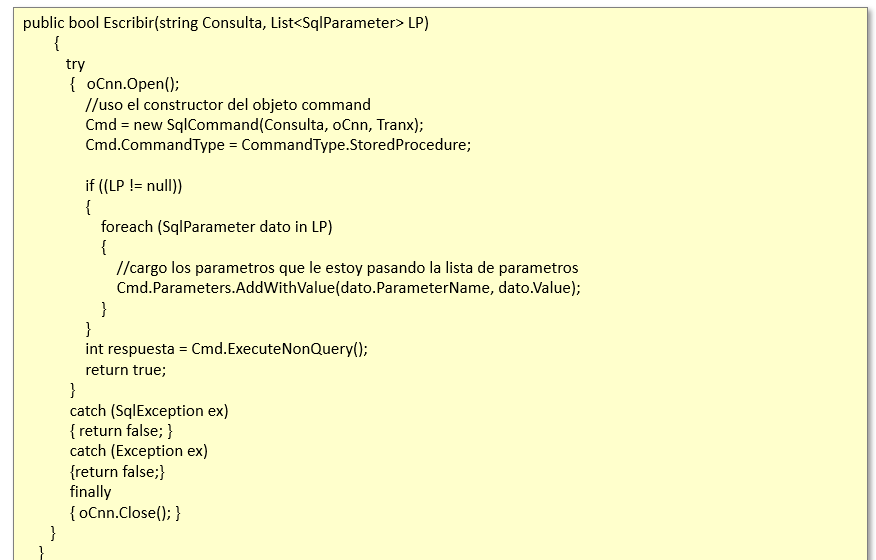 public bool Escribir(string Consulta, List<SqlParameter> LP)
{
try
{ oCnn.Open();
//uso el constructor del objeto command
Cmd = new SqlCommand(Consulta, oCnn, Tranx);
Cmd.CommandType = CommandType.StoredProcedure;
if ((LP != null))
{
foreach (SqlParameter dato in LP)
{
//cargo los parametros que le estoy pasando la lista de parametros
Cmd.Parameters.AddWithValue(dato.ParameterName, dato.Value);
}
}
int respuesta = Cmd.ExecuteNonQuery();
return true;
}
catch (SqlException ex)
{ return false; }
catch (Exception ex)
{return false;}
finally
{ oCnn.Close(); }
}
}